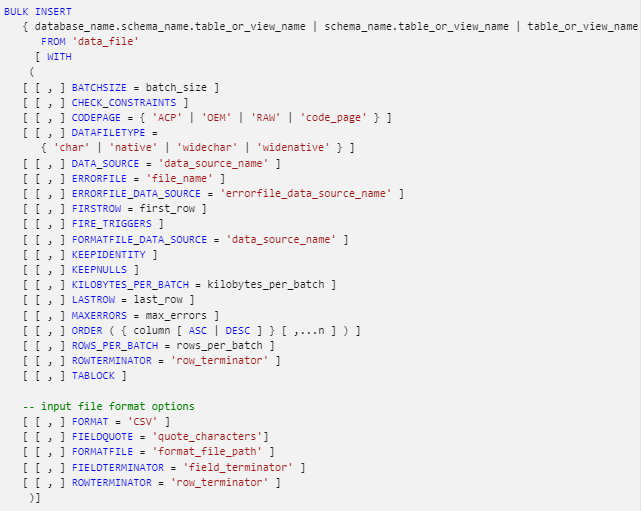 BULK INSERT
{ database_name.schema_name.table_or_view_name | schema_name.table_or_view_name | table_or_view_name
FROM 'data_file'
[ WITH
(
[ [ , ] BATCHSIZE = batch_size ]
[ [ , ] CHECK_CONSTRAINTS ]
[ [ , ] CODEPAGE = { 'ACP' | 'OEM' | 'RAW' | 'code_page' } ]
[ [ , ] DATAFILETYPE =
{ 'char' | 'native' | 'widechar' | 'widenative' } ]
[ [ , ] DATA_SOURCE = 'data_source_name' ]
[ [ , ] ERRORFILE = 'file_name' ]
[ [ , ] ERRORFILE_DATA_SOURCE = 'errorfile_data_source_name' ]
[ [ , ] FIRSTROW = first_row ]
[ [ , ] FIRE_TRIGGERS ]
[ [ , ] FORMATFILE_DATA_SOURCE = 'data_source_name' ]
[ [ , ] KEEPIDENTITY ]
[ [ , ] KEEPNULLS ]
[ [ , ] KILOBYTES_PER_BATCH = kilobytes_per_batch ]
[ [ , ] LASTROW = last_row ]
[ [ , ] MAXERRORS = max_errors ]
[ [ , ] ORDER ( { column [ ASC | DESC ] } [ ,...n ] ) ]
[ [ , ] ROWS_PER_BATCH = rows_per_batch ]
[ [ , ] ROWTERMINATOR = 'row_terminator' ]
[ [ , ] TABLOCK ]
-- input file format options
[ [ , ] FORMAT = 'CSV' ]
[ [ , ] FIELDQUOTE = 'quote_characters']
[ [ , ] FORMATFILE = 'format_file_path' ]
[ [ , ] FIELDTERMINATOR = 'field_terminator' ]
[ [ , ] ROWTERMINATOR = 'row_terminator' ]
)]